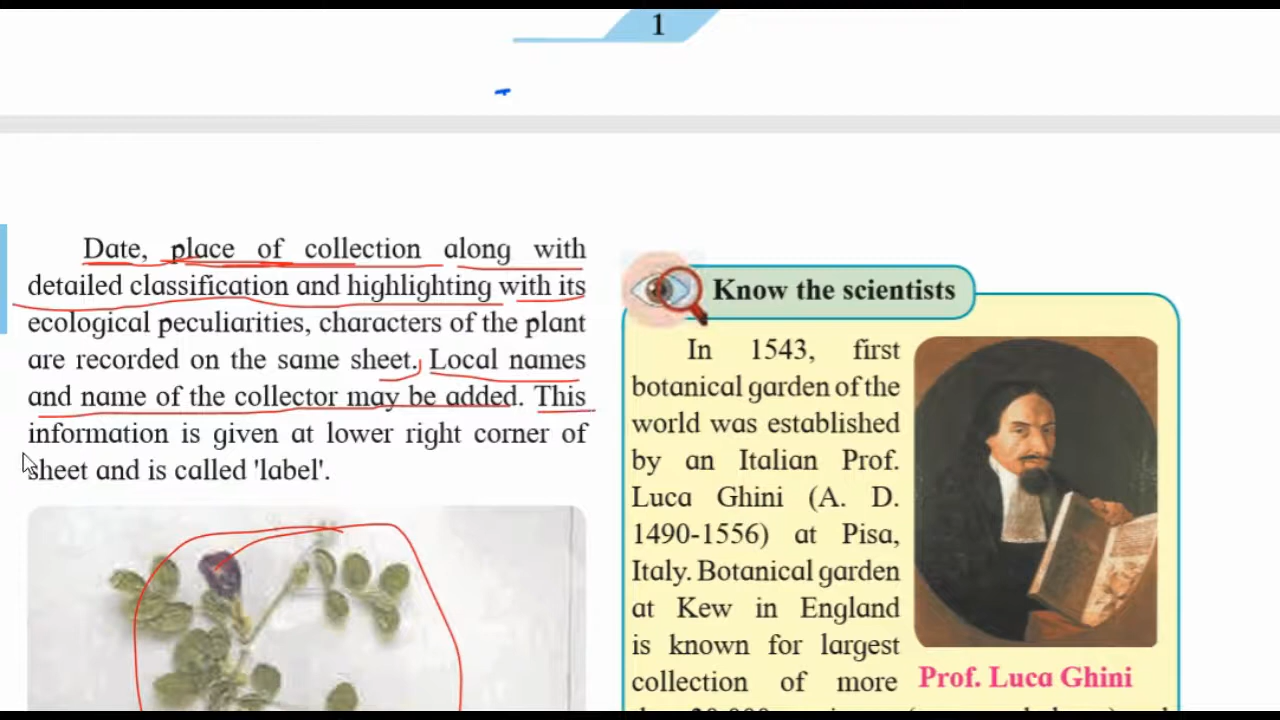 1
Date, place of collection along with
detailed classification and highlighting with its
ecological peculiarities, characters of the plant
are recorded on the same sheet. Local names
and name of the collector may be added. This
information is given at lower right corner of
sheet and is called 'label'.
Know the scientists
In 1543, first
botanical garden of the
world was established
by an Italian Prof.
Luca Ghini (A. D.
1490-1556) at Pisa,
Italy. Botanical garden
at Kew in England
is known for largest
collection of more
Prof. Luca Ghini